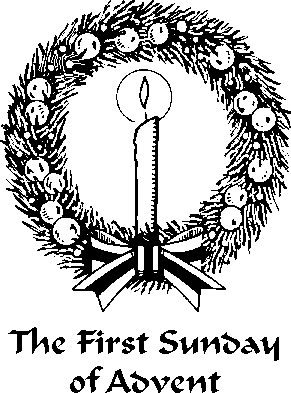 The First Sunday
of Advent